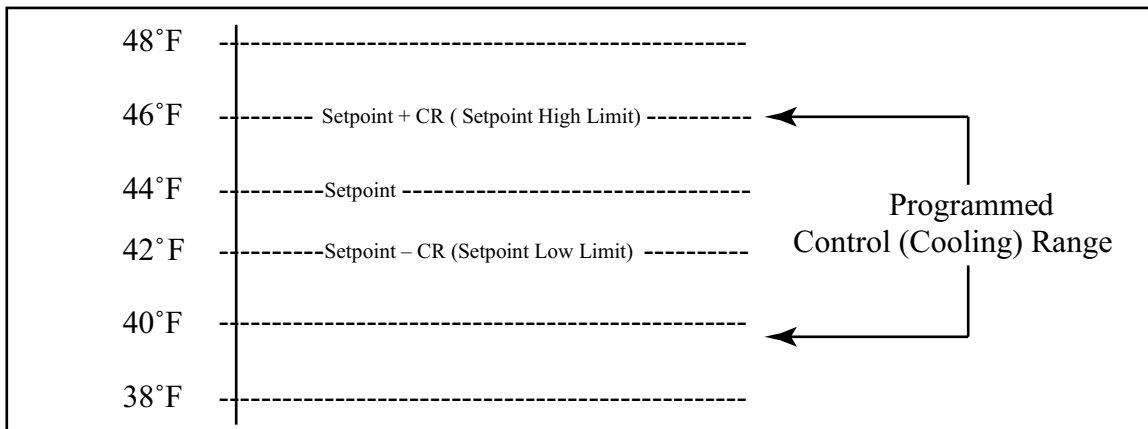 48˚F
46˚F Setpoint + CR ( Setpoint High Limit)
44˚F Setpoint
Programmed
Control (Cooling) Range
42˚F Setpoint – CR (Setpoint Low Limit)
40˚F
38˚F